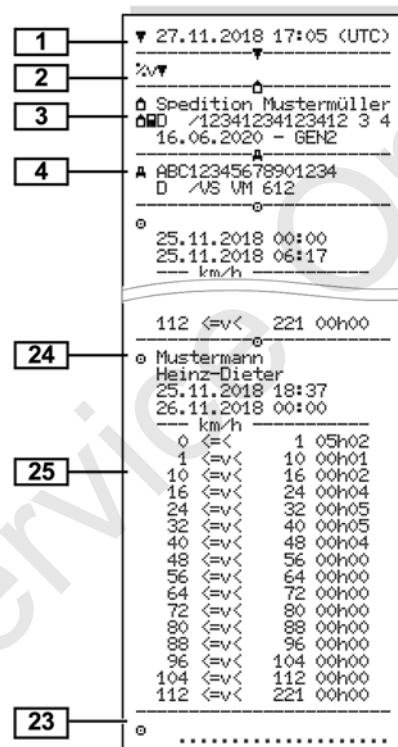 1 ▼ 27.11.2018 17:05 (UTC)
2 %v▼
3 Spedition Mustermüller
D /12341234123412 3 4
16.06.2020 - GEN2
4 A ABC12345678901234
D /VS VM 612
25.11.2018 00:00
25.11.2018 06:17
--- km/h ---
112 <=v< 221 00h00
24 Mustermann
Heinz-Dieter
25.11.2018 18:37
26.11.2018 00:00
--- km/h ---
0 <=< 1 05h02
1 <=v< 10 00h01
25 10 <=v< 16 00h02
16 <=v< 24 00h04
24 <=v< 32 00h05
32 <=v< 40 00h05
40 <=v< 48 00h04
48 <=v< 56 00h00
56 <=v< 64 00h00
64 <=v< 72 00h00
72 <=v< 80 00h00
80 <=v< 88 00h00
88 <=v< 96 00h00
96 <=v< 104 00h00
104 <=v< 112 00h00
112 <=v< 221 00h00
23
ervice o